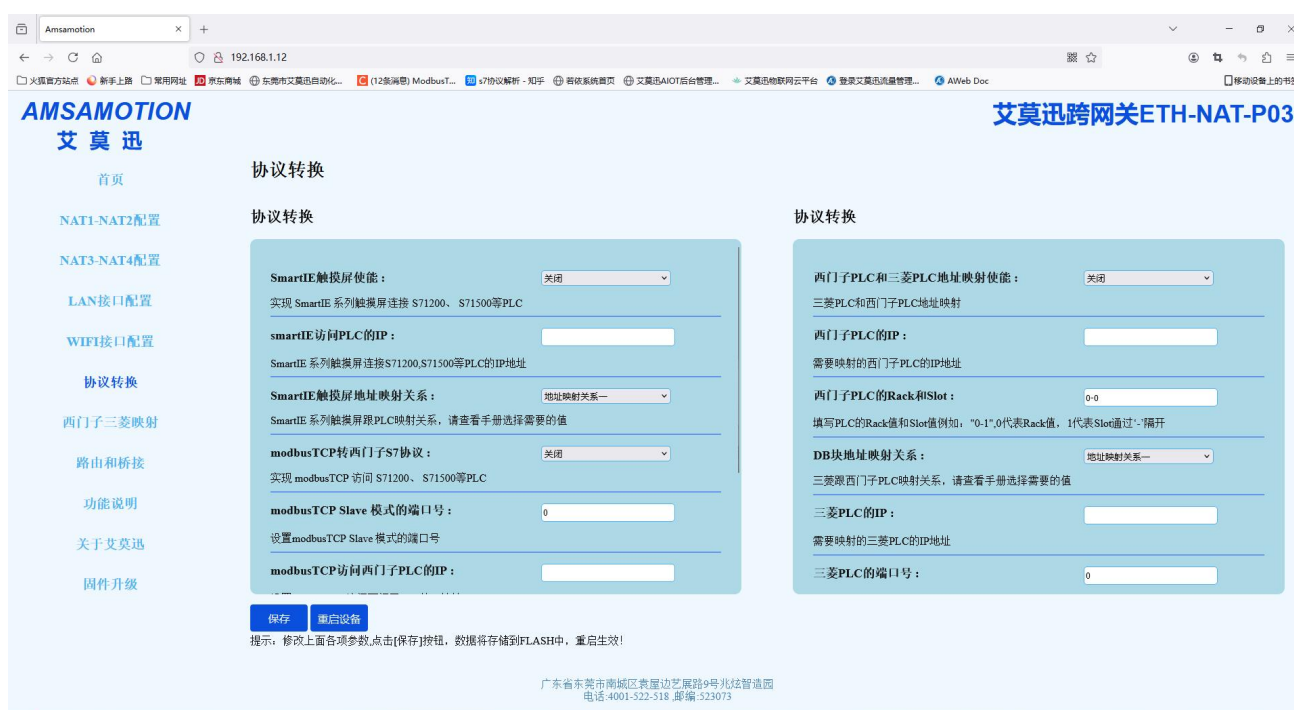 Amsamotion
192.168.1.12
火狐官方站点 新手上路 常用网址 京东商城 东莞市艾莫迅自动化... (12条消息) ModbusT... s7协议解析 - 知乎 若依系统首页 艾莫迅AIOT后台管理... 艾莫迅物联网云平台 登录艾莫迅流量管理... AWeb Doc 移动设备上的书签
AMSAMOTION
艾莫迅
艾莫迅跨网关ETH-NAT-P03
首页
NAT1-NAT2配置
NAT3-NAT4配置
LAN接口配置
WIFI接口配置
协议转换
西门子三菱映射
路由和桥接
功能说明
关于艾莫迅
固件升级
协议转换
协议转换
SmartIE触摸屏使能：
关闭
实现 SmartIE 系列触摸屏连接 S71200、 S71500等PLC
smartIE访问PLC的IP：
SmartIE 系列触摸屏连接S71200,S71500等PLC的IP地址
SmartIE触摸屏地址映射关系：
地址映射关系一
SmartIE 系列触摸屏跟PLC映射关系，请查看手册选择需要的值
modbusTCP转西门子S7协议：
关闭
实现 modbusTCP 访问 S71200、 S71500等PLC
modbusTCP Slave 模式的端口号：
0
设置modbusTCP Slave 模式的端口号
modbusTCP访问西门子PLC的IP：
协议转换
西门子PLC和三菱PLC地址映射使能：
关闭
三菱PLC和西门子PLC地址映射
西门子PLC的IP：
需要映射的西门子PLC的IP地址
西门子PLC的Rack和Slot：
0-0
填写PLC的Rack值和Slot值例如："0-1",0代表Rack值，1代表Slot通过'-'隔开
DB块地址映射关系：
地址映射关系一
三菱跟西门子PLC映射关系，请查看手册选择需要的值
三菱PLC的IP：
需要映射的三菱PLC的IP地址
三菱PLC的端口号：
0
保存
重启设备
提示：修改上面各项参数,点击[保存]按钮，数据将存储到FLASH中，重启生效！
广东省东莞市南城区袁屋边艺展路9号兆炫智造园
电话:4001-522-518 ,邮编:523073